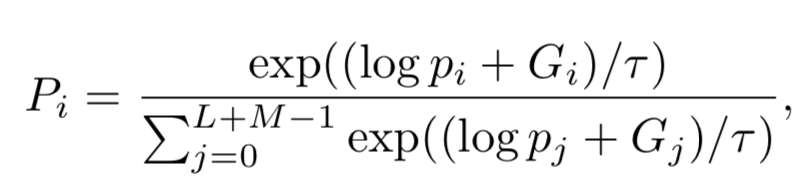 P_i = \frac{\exp((\log p_i + G_i)/\tau)}{\sum_{j=0}^{L+M-1} \exp((\log p_j + G_j)/\tau)},